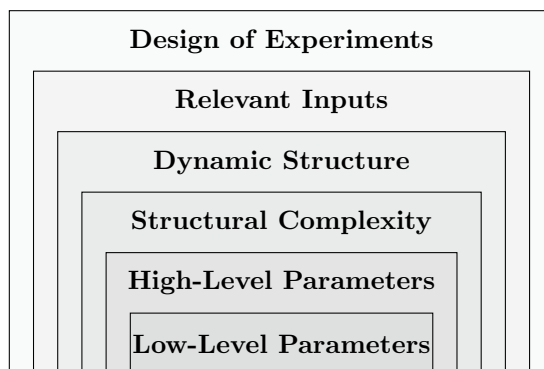 Design of Experiments
Relevant Inputs
Dynamic Structure
Structural Complexity
High-Level Parameters
Low-Level Parameters